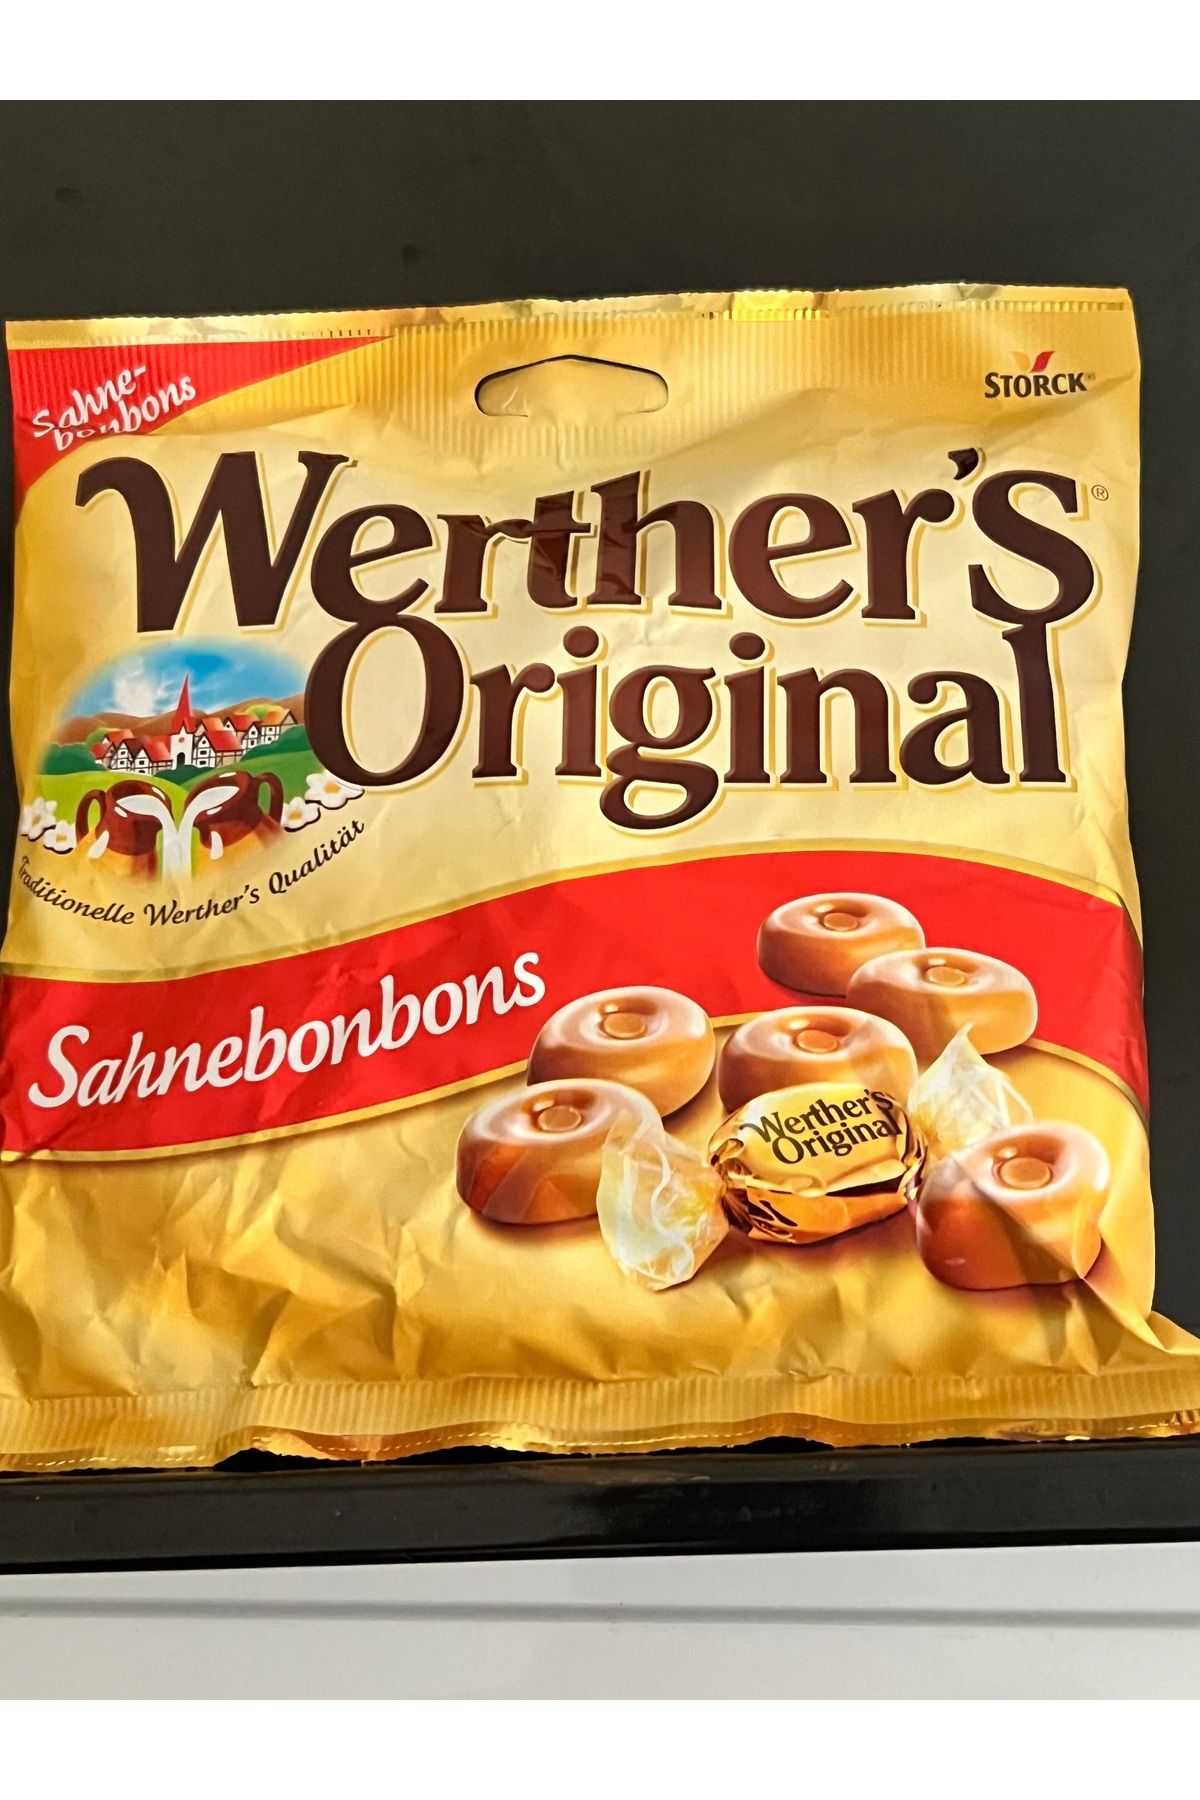 Sahne-
bonbons
STORCK®
Werther's®
Original
Traditionelle Werther's Qualität
Sahnebonbons
Werther's
Original